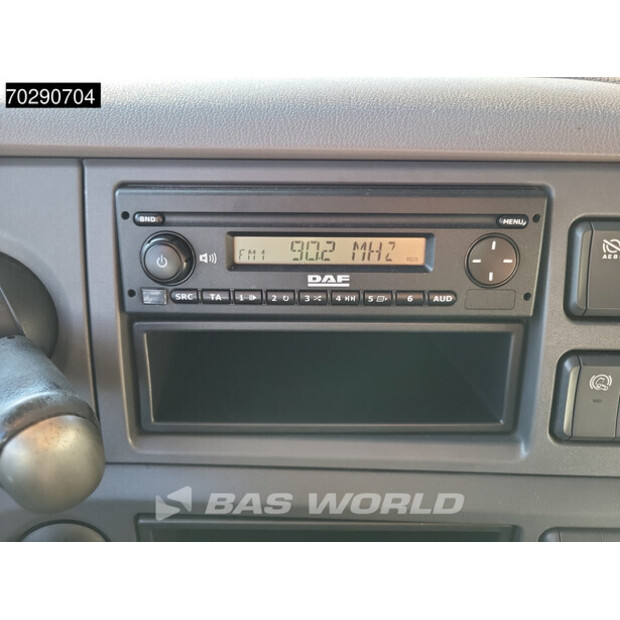 70290704
BND
MENU
FM1 90.2 MHZ
DAF
SRC TA 1 2 3 4 5 6 AUD
AEBS
BAS WORLD